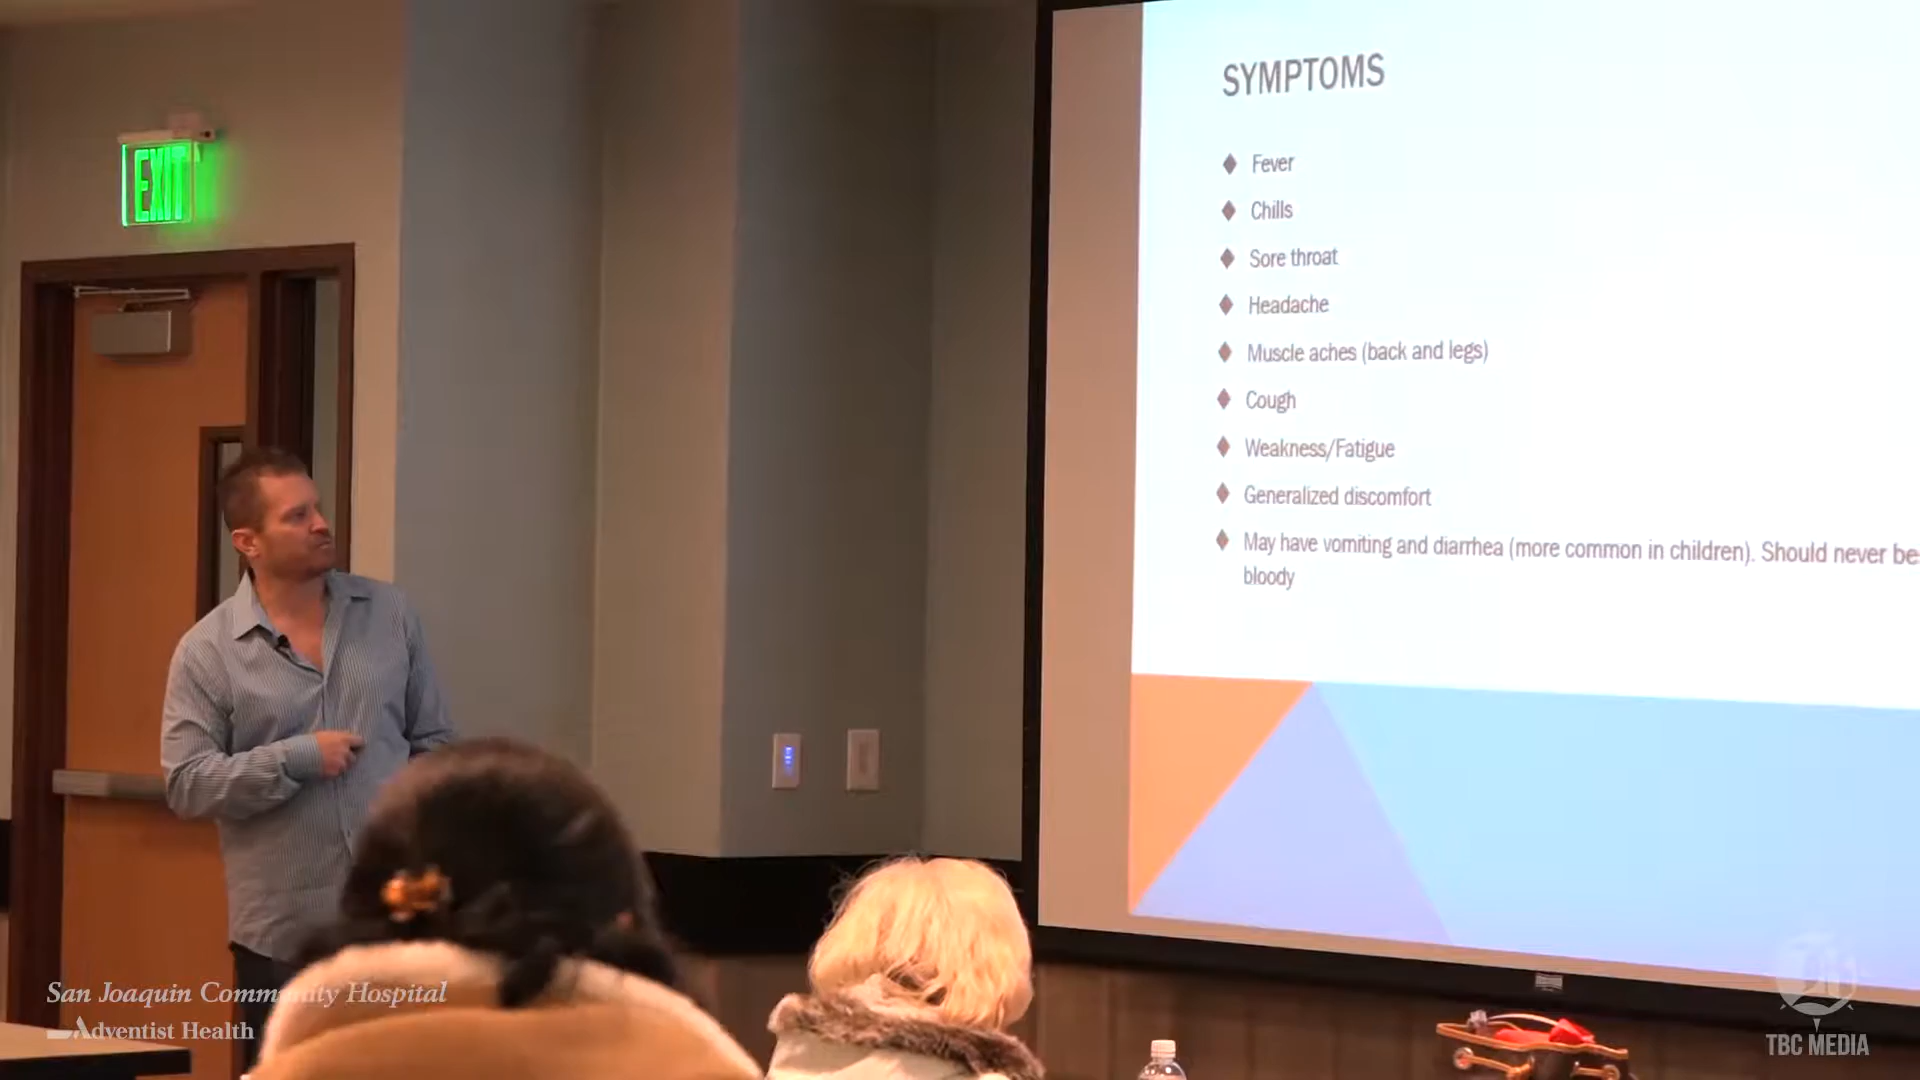 EXIT
SYMPTOMS
Fever
Chills
Sore throat
Headache
Muscle aches (back and legs)
Cough
Weakness/Fatigue
Generalized discomfort
May have vomiting and diarrhea (more common in children). Should never be
bloody
San Joaquin Community Hospital
Adventist Health
TBC MEDIA